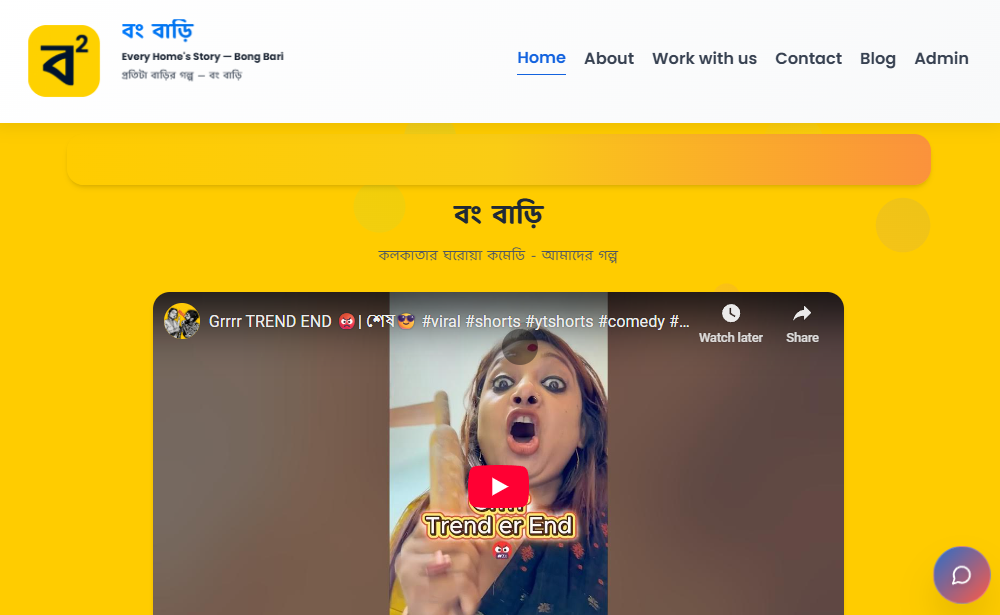 ব²
বং বাড়ি
Every Home's Story — Bong Bari
প্রতিটা বাড়ির গল্প — বং বাড়ি
Home About Work with us Contact Blog Admin
বং বাড়ি
কলকাতার ঘরোয়া কমেডি - আমাদের গল্প
Grrrr TREND END 😡| শেষ😎 #viral #shorts #ytshorts #comedy #...
Watch later
Share
Trend er End